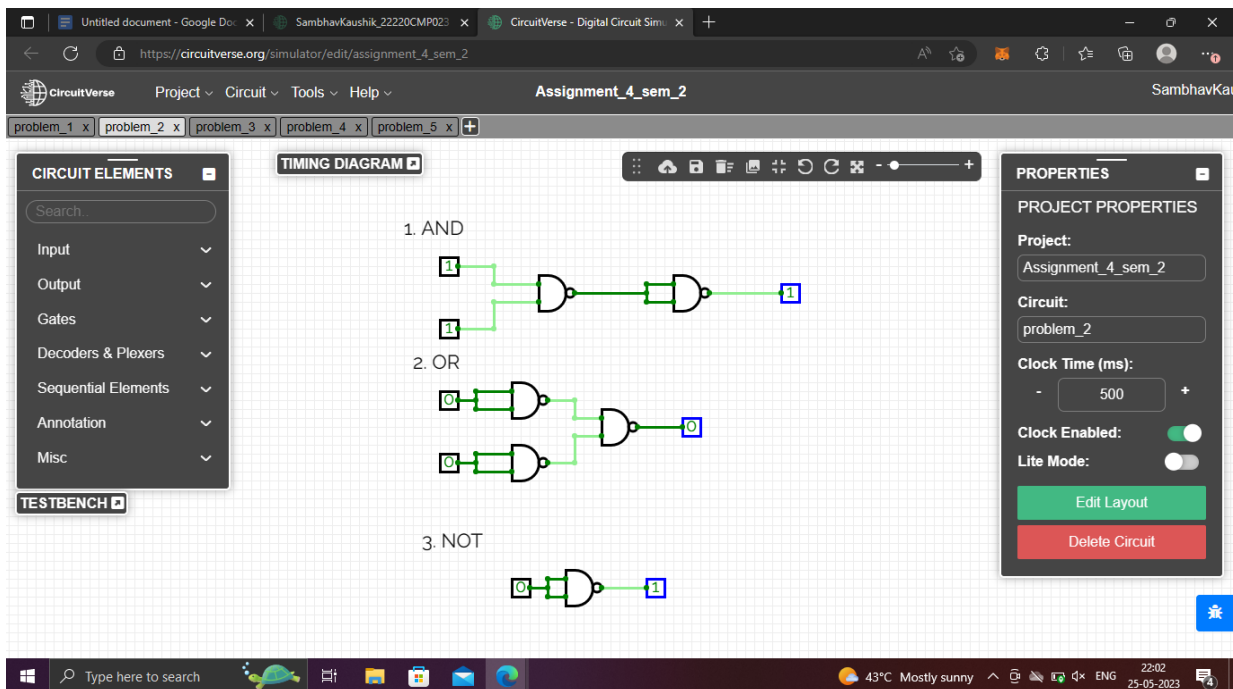 Untitled document - Google Doc
SambhavKaushik_22220CMP023
CircuitVerse - Digital Circuit Simu
https://circuitverse.org/simulator/edit/assignment_4_sem_2
CircuitVerse
Project
Circuit
Tools
Help
Assignment_4_sem_2
SambhavKau
problem_1 x
problem_2 x
problem_3 x
problem_4 x
problem_5 x
CIRCUIT ELEMENTS
Search..
Input
Output
Gates
Decoders & Plexers
Sequential Elements
Annotation
Misc
TESTBENCH
TIMING DIAGRAM
1. AND
1
1
1
2. OR
0
0
0
3. NOT
0
1
PROPERTIES
PROJECT PROPERTIES
Project:
Assignment_4_sem_2
Circuit:
problem_2
Clock Time (ms):
- 500 +
Clock Enabled:
Lite Mode:
Edit Layout
Delete Circuit
Type here to search
43°C Mostly sunny
ENG
22:02
25-05-2023
4